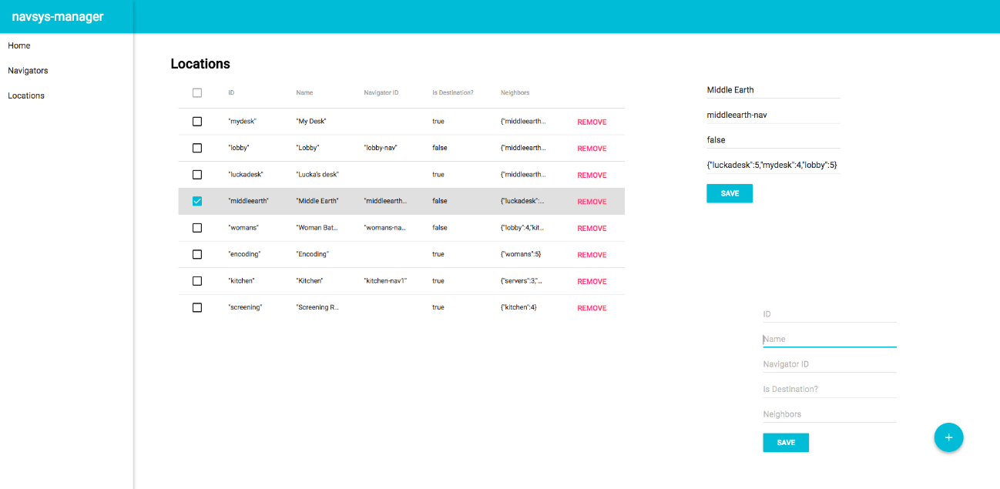 navsys-manager
Home
Navigators
Locations
Locations
ID Name Navigator ID Is Destination? Neighbors
"mydesk" "My Desk" true {"middleearth... REMOVE
"lobby" "Lobby" "lobby-nav" false {"middleearth... REMOVE
"luckadesk" "Lucka's desk" true {"middleearth... REMOVE
"middleearth" "Middle Earth" "middleearth... false {"luckadesk":... REMOVE
"womans" "Woman Bat... "womans-na... false {"lobby":4,"kit... REMOVE
"encoding" "Encoding" true {"womans":5} REMOVE
"kitchen" "Kitchen" "kitchen-nav1" true {"servers":3,"... REMOVE
"screening" "Screening R... true {"kitchen":4} REMOVE
Middle Earth
middleearth-nav
false
{"luckadesk":5,"mydesk":4,"lobby":5}
SAVE
ID
Name
Navigator ID
Is Destination?
Neighbors
SAVE
+